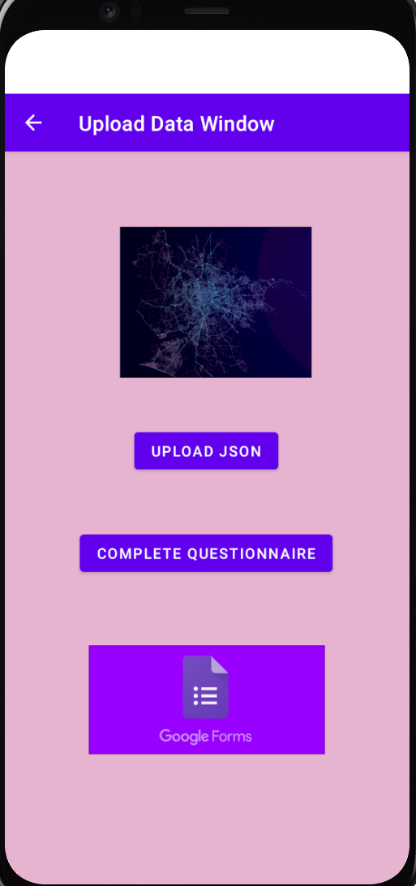 Upload Data Window
UPLOAD JSON
COMPLETE QUESTIONNAIRE
Google Forms